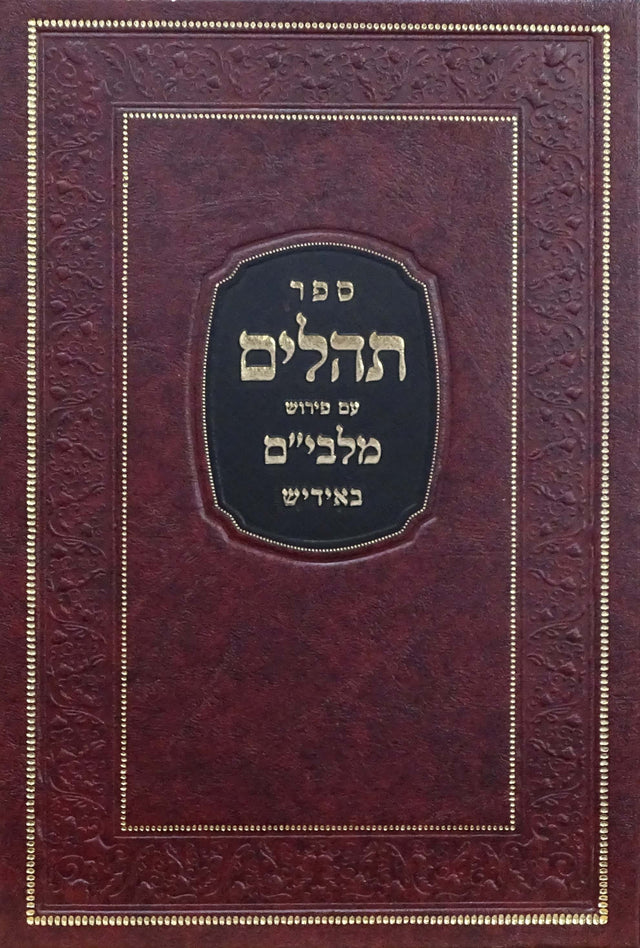 ספר
תהלים
עם פירוש
מלבי״ם
באידיש